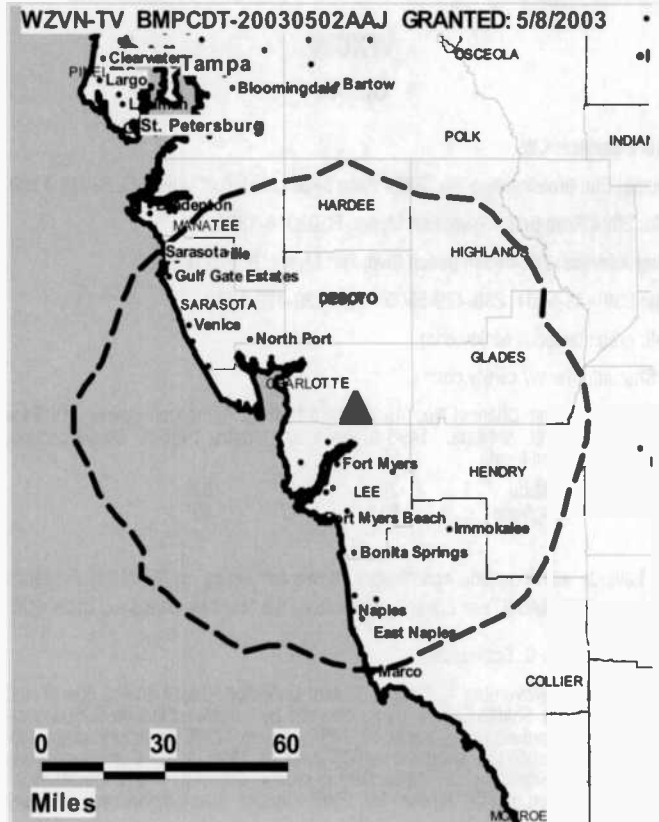 WZVN-TV BMPCDT-20030502AAJ GRANTED: 5/8/2003
OSCEOLA
Clearwater
Tampa
Largo
Bloomingdale
Bartow
St. Petersburg
POLK
INDIAN
HARDEE
MANATEE
Sarasota
HIGHLANDS
Gulf Gate Estates
SARASOTA
DESOTO
Venice
North Port
GLADES
CHARLOTTE
Fort Myers
HENDRY
LEE
Fort Myers Beach
Immokalee
Bonita Springs
Naples
East Naples
Marco
COLLIER
0 30 60
Miles
MONROE